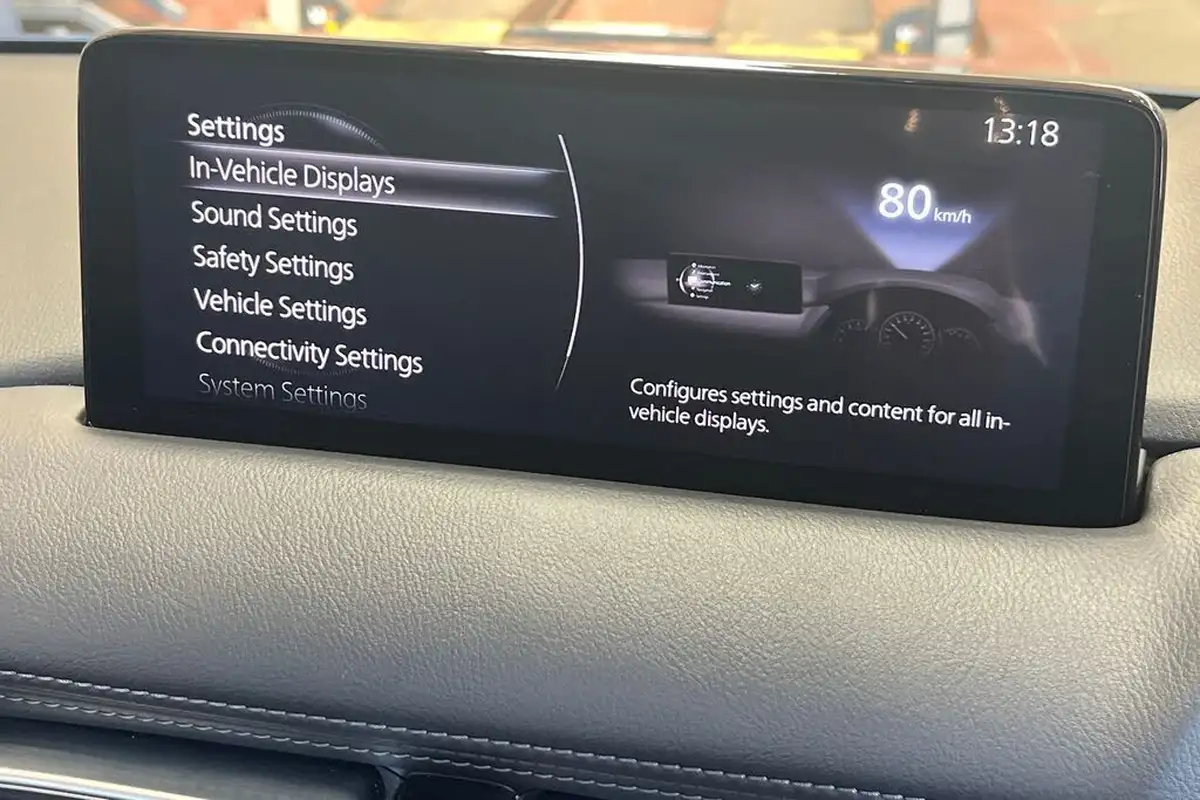 Settings
13:18
In-Vehicle Displays
Sound Settings
Safety Settings
Vehicle Settings
Connectivity Settings
System Settings
80 km/h
Configures settings and content for all in-
vehicle displays.